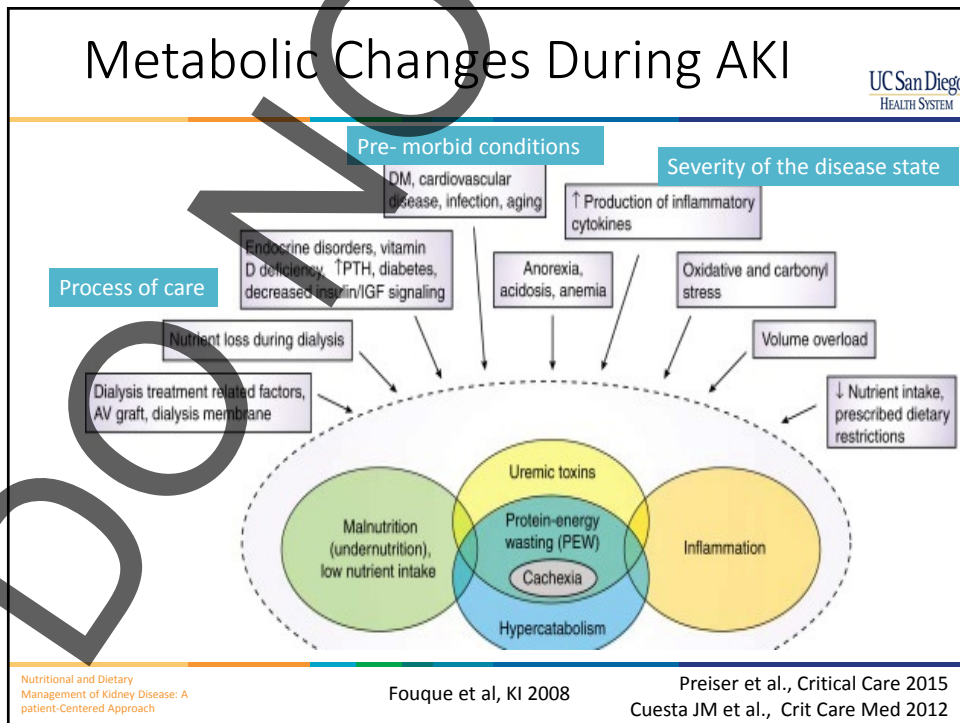 Metabolic Changes During AKI
UC San Diego
HEALTH SYSTEM
Pre- morbid conditions
Severity of the disease state
Process of care
DM, cardiovascular
disease, infection, aging
↑ Production of inflammatory
cytokines
Endocrine disorders, vitamin
D deficiency, ↑PTH, diabetes,
decreased insulin/IGF signaling
Anorexia,
acidosis, anemia
Oxidative and carbonyl
stress
Nutrient loss during dialysis
Volume overload
Dialysis treatment related factors,
AV graft, dialysis membrane
↓ Nutrient intake,
prescribed dietary
restrictions
Uremic toxins
Malnutrition
(undernutrition),
low nutrient intake
Protein-energy
wasting (PEW)
Cachexia
Inflammation
Hypercatabolism
Nutritional and Dietary
Management of Kidney Disease: A
patient-Centered Approach
Fouque et al, KI 2008
Preiser et al., Critical Care 2015
Cuesta JM et al., Crit Care Med 2012
DO NO